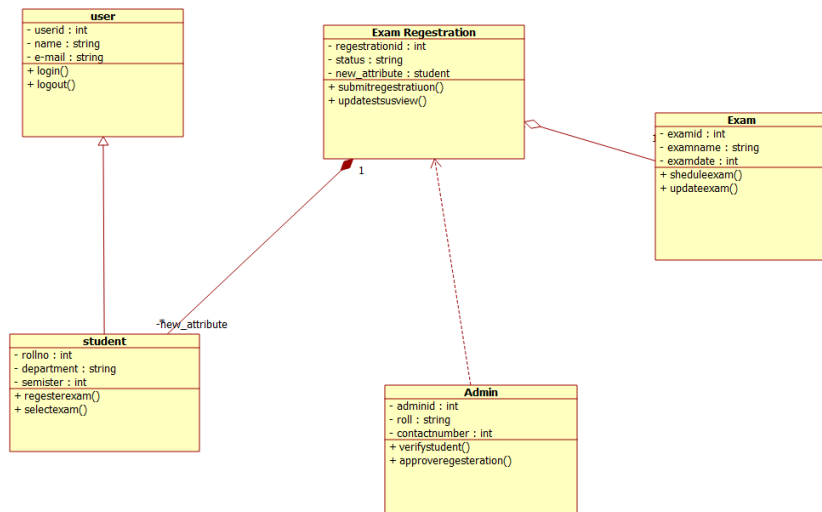 user
- userid : int
- name : string
- e-mail : string
+ login()
+ logout()
Exam Regestration
- regestrationid : int
- status : string
- new_attribute : student
+ submitregestratiuon()
+ updatestsusview()
Exam
- examid : int
- examname : string
- examdate : int
+ sheduleexam()
+ updateexam()
1
1
*
-new_attribute
student
- rollno : int
- department : string
- semister : int
+ regesterexam()
+ selectexam()
Admin
- adminid : int
- roll : string
- contactnumber : int
+ verifystudent()
+ approveregesteration()